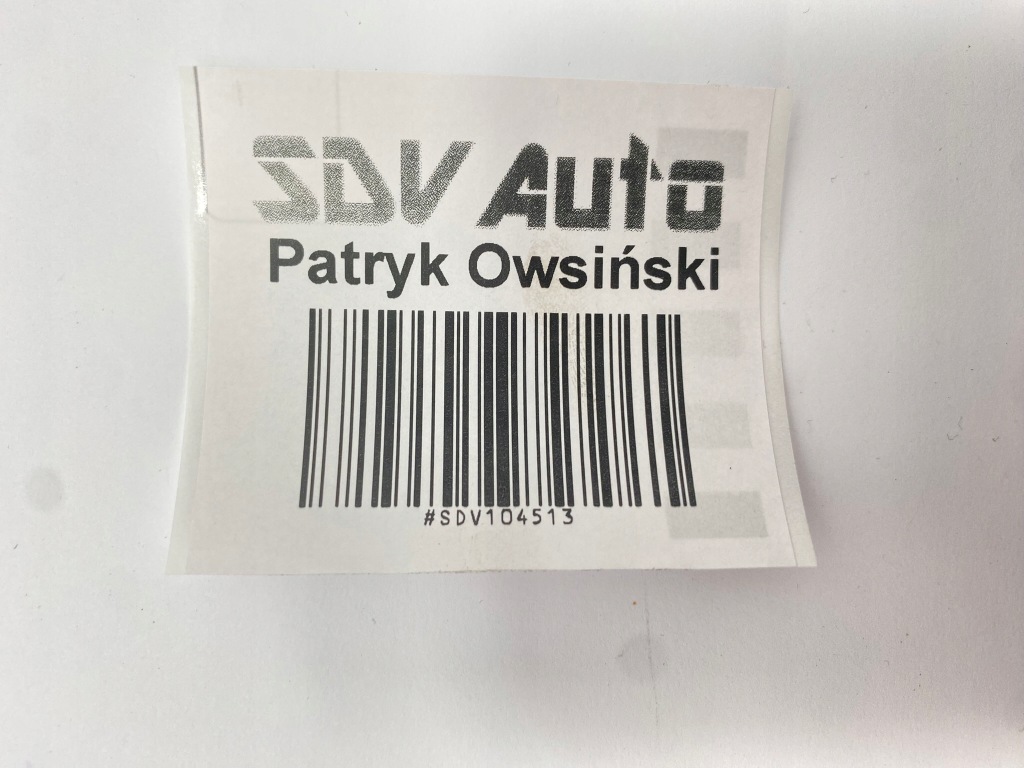 SDV Auto
Patryk Owsiński
#SDV104513